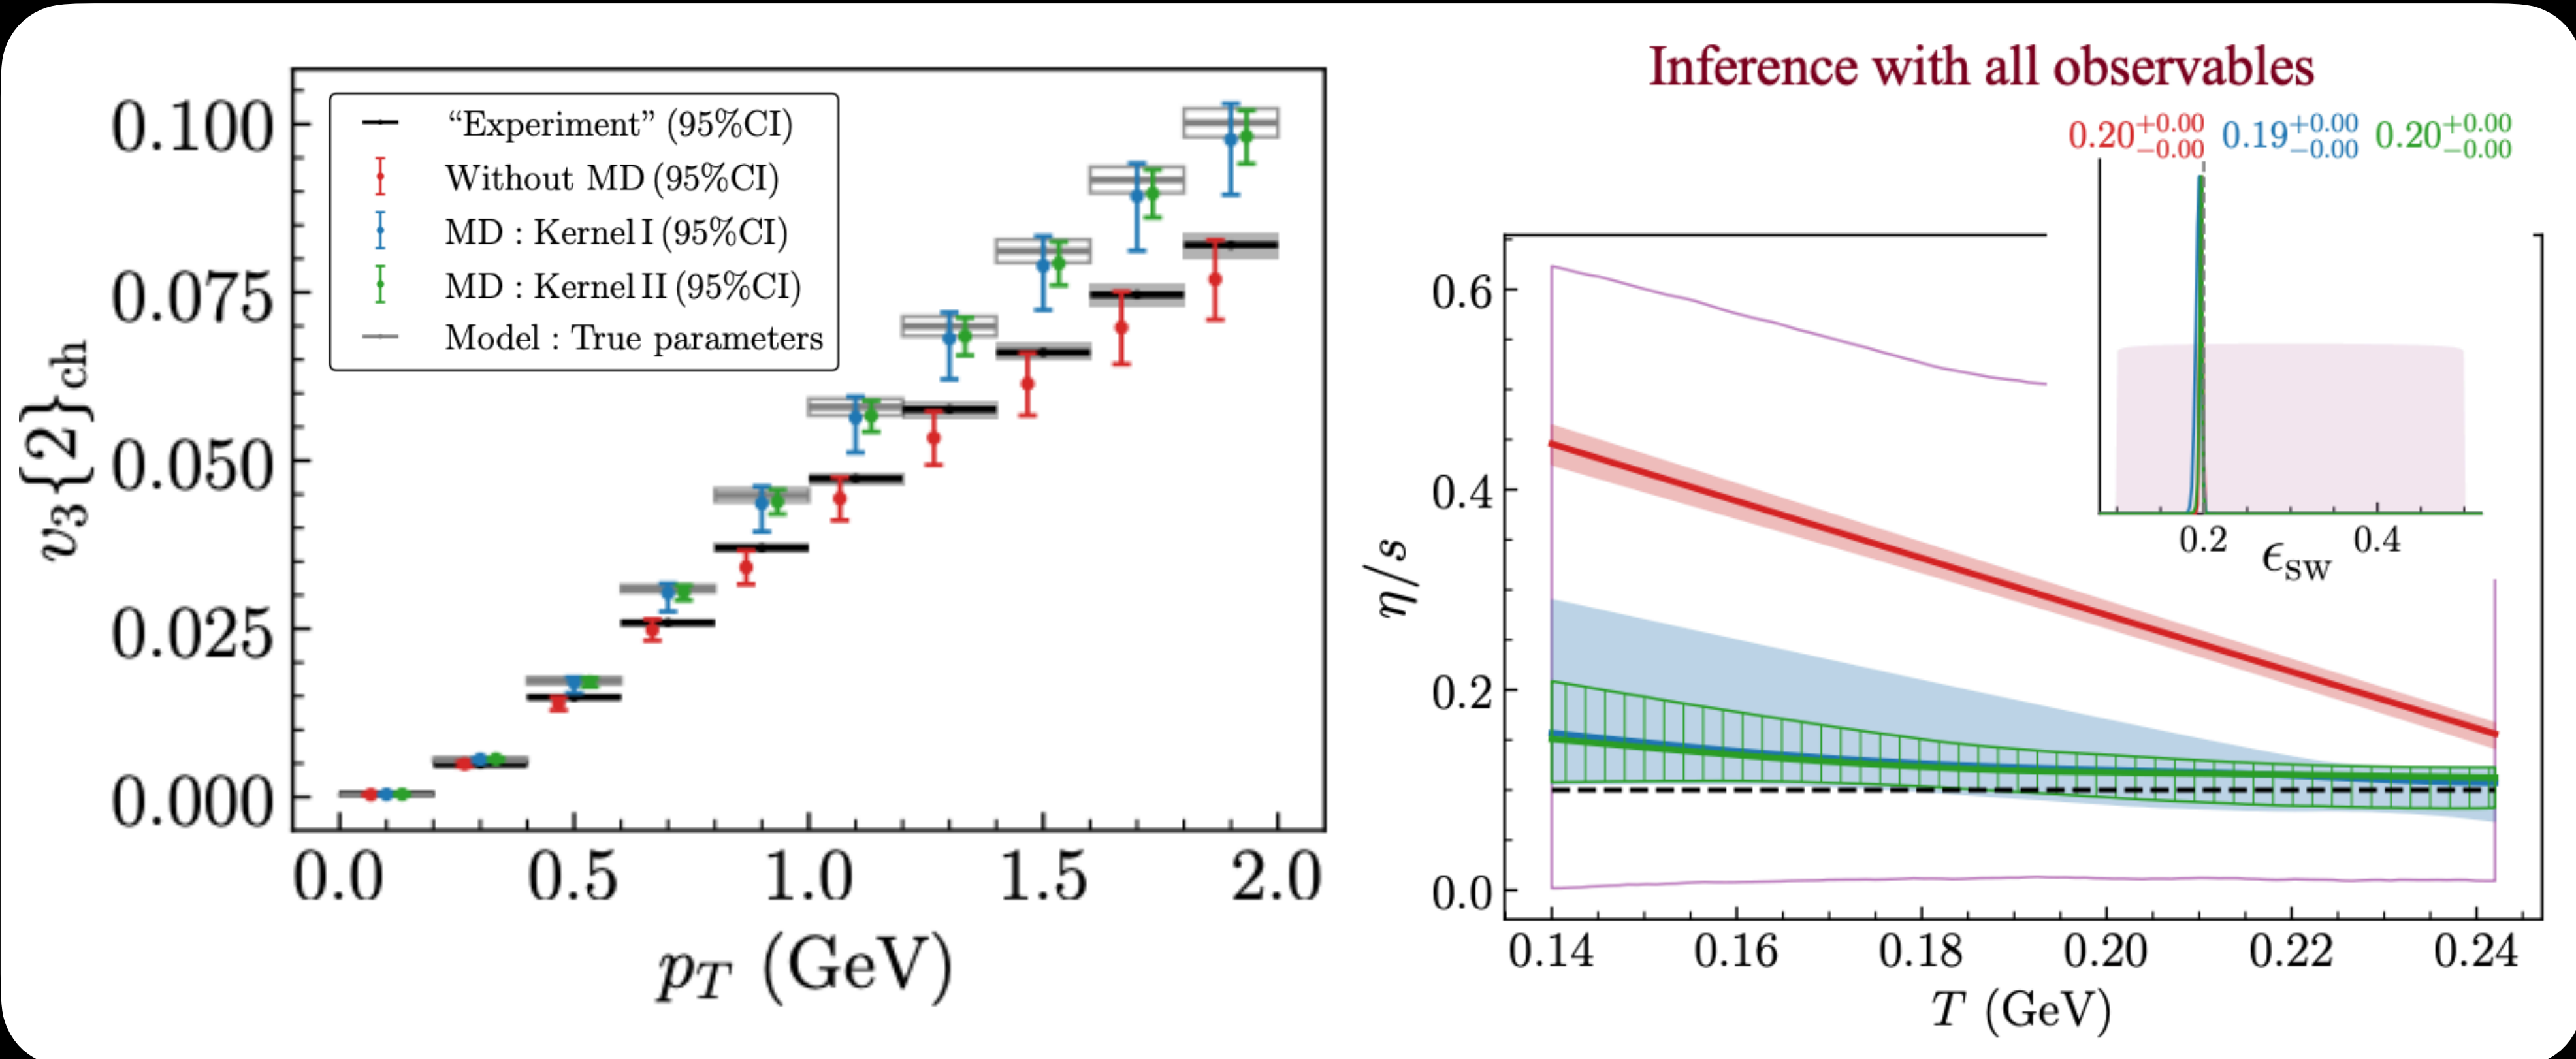 0.100
0.075
0.050
0.025
0.000
v₃{2}ch
"Experiment" (95%CI)
Without MD (95%CI)
MD : Kernel I (95%CI)
MD : Kernel II (95%CI)
Model : True parameters
0.0 0.5 1.0 1.5 2.0
p_T (GeV)
Inference with all observables
0.20+0.00−0.00 0.19+0.00−0.00 0.20+0.00−0.00
0.2 0.4
ϵsw
0.6
0.4
0.2
0.0
η/s
0.14 0.16 0.18 0.20 0.22 0.24
T (GeV)